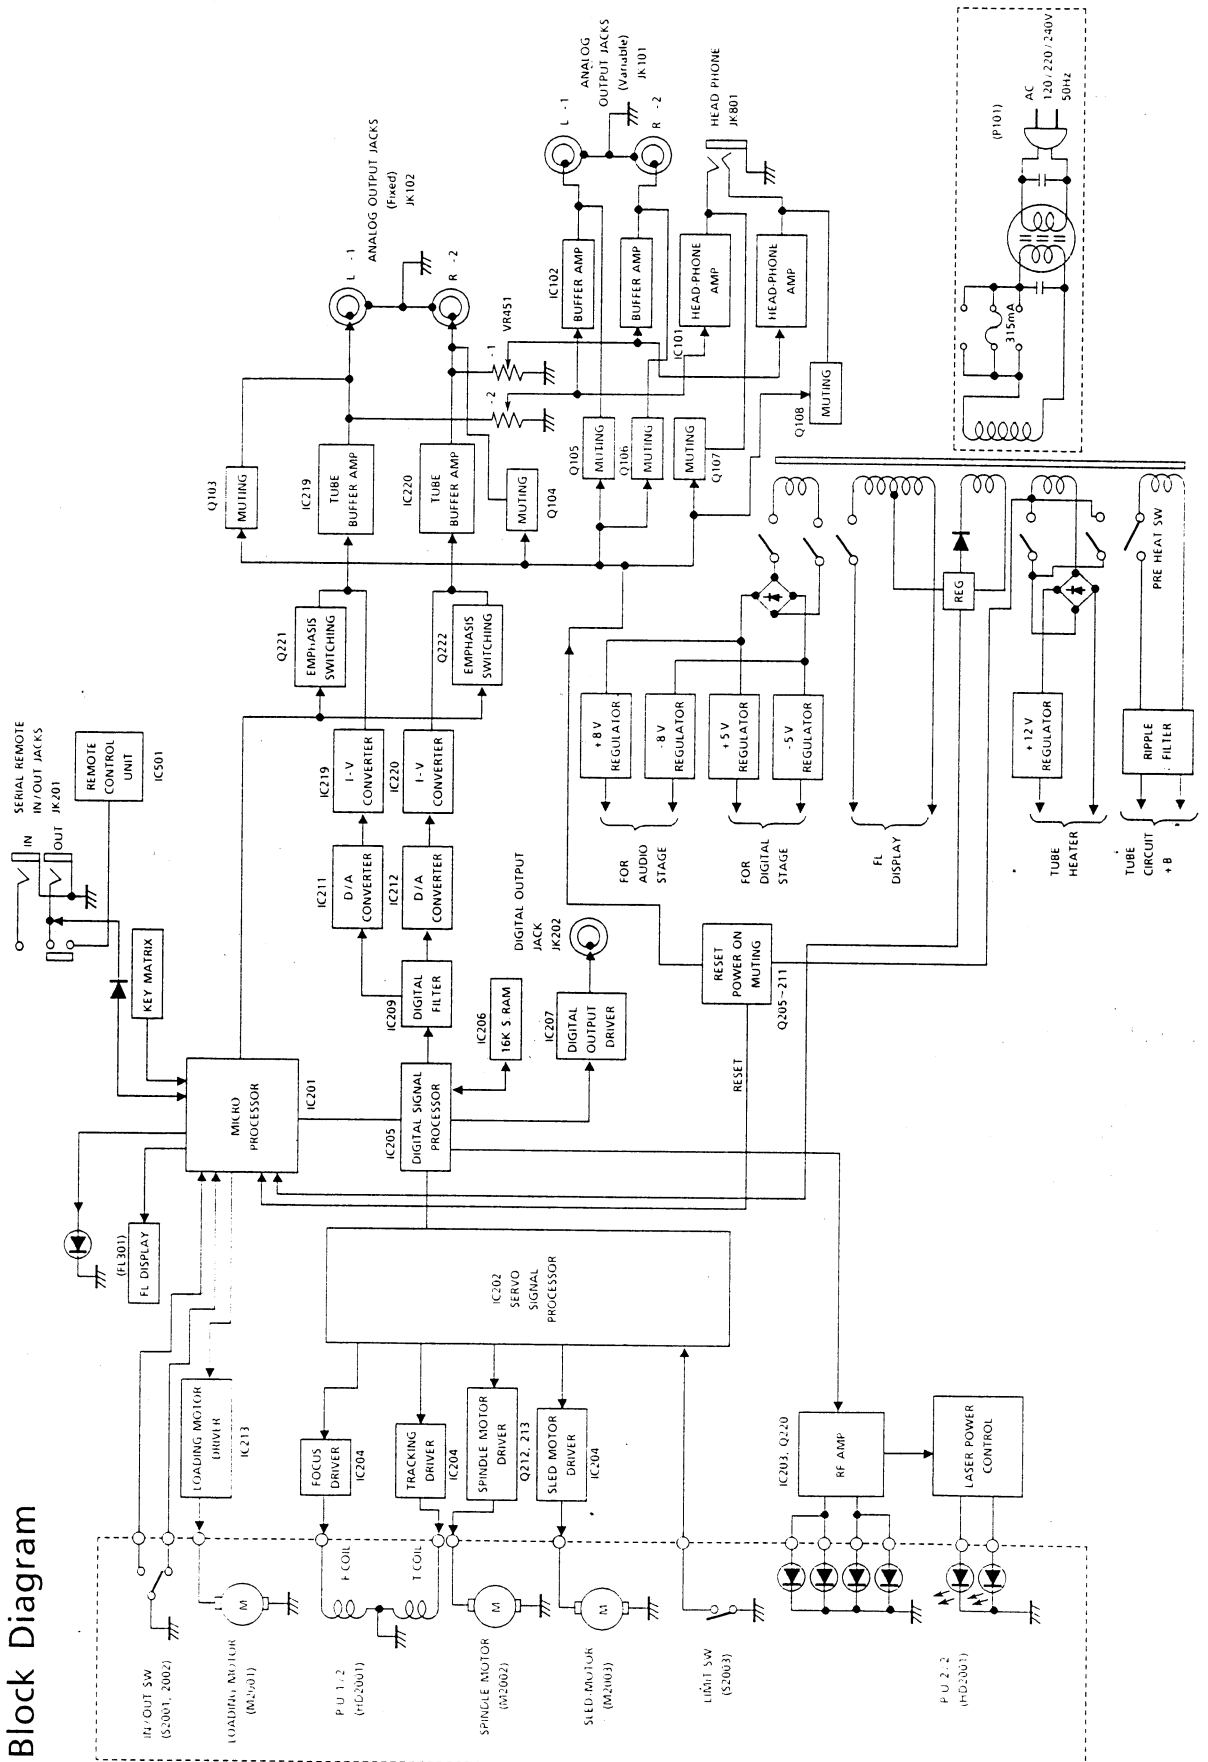 Block Diagram
IN/OUT SW
(S2001, 2002)
LOADING MOTOR
(M2001)
P U 1 / 2
(HD2001)
SPINDLE MOTOR
(M2002)
SLED MOTOR
(M2003)
LIMIT SW
(S2003)
P U 2 / 2
(HD2001)
M
F COIL
T COIL
M
M
LOADING MOTOR
DRIVER
IC213
FOCUS
DRIVER
IC204
TRACKING
DRIVER
IC204
SPINDLE MOTOR
DRIVER
Q212, 213
SLED MOTOR
DRIVER
IC204
IC203, Q220
RF AMP
LASER POWER
CONTROL
(FL301)
FL DISPLAY
IC202
SERVO
SIGNAL
PROCESSOR
MICRO
PROCESSOR
IC201
IC205
DIGITAL SIGNAL
PROCESSOR
RESET
KEY MATRIX
SERIAL REMOTE
IN/OUT JACKS
JK201
IN
OUT
REMOTE
CONTROL
UNIT
IC501
IC209
DIGITAL
FILTER
IC206
16K S.RAM
IC207
DIGITAL
OUTPUT
DRIVER
DIGITAL OUTPUT
JACK
JK202
RESET
POWER ON
MUTING
Q205~211
IC211
D/A
CONVERTER
IC212
D/A
CONVERTER
IC219
I-V
CONVERTER
IC220
I-V
CONVERTER
Q221
EMPHASIS
SWITCHING
Q222
EMPHASIS
SWITCHING
FOR
AUDIO
STAGE
FOR
DIGITAL
STAGE
FL
DISPLAY
TUBE
HEATER
TUBE
CIRCUIT
+B
+8V
REGULATOR
-8V
REGULATOR
+5V
REGULATOR
-5V
REGULATOR
+12V
REGULATOR
RIPPLE
FILTER
REG
PRE HEAT SW
Q103
MUTING
IC219
TUBE
BUFFER AMP
IC220
TUBE
BUFFER AMP
MUTING
Q104
Q105
MUTING
Q106
MUTING
MUTING
Q107
Q108
MUTING
-2
-1
VR451
L -1
R -2
ANALOG OUTPUT JACKS
(Fixed)
JK102
IC102
BUFFER AMP
BUFFER AMP
IC101
HEAD-PHONE
AMP
HEAD-PHONE
AMP
L -1
R -2
ANALOG
OUTPUT JACKS
(Variable)
JK101
HEAD PHONE
JK801
315mA
(P101)
AC
120/220/240V
50Hz